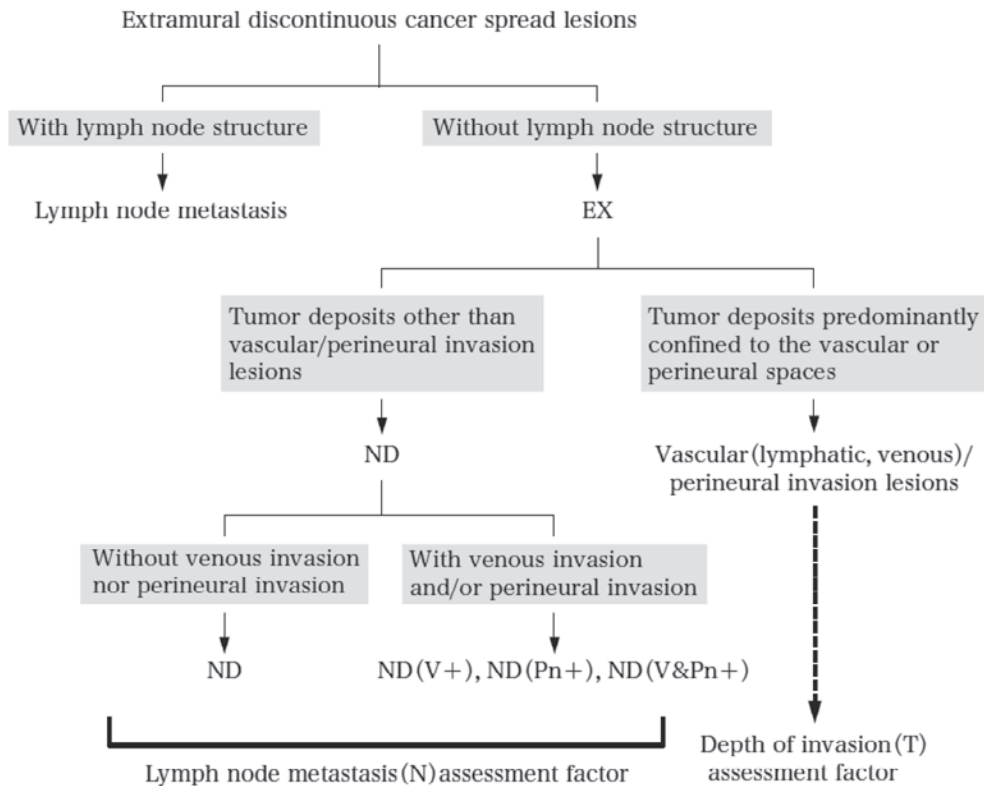 Extramural discontinuous cancer spread lesions
With lymph node structure
Without lymph node structure
Lymph node metastasis
EX
Tumor deposits other than
vascular/perineural invasion
lesions
Tumor deposits predominantly
confined to the vascular or
perineural spaces
ND
Vascular(lymphatic, venous)/
perineural invasion lesions
Without venous invasion
nor perineural invasion
With venous invasion
and/or perineural invasion
ND
ND(V+), ND(Pn+), ND(V&Pn+)
Lymph node metastasis(N)assessment factor
Depth of invasion(T)
assessment factor